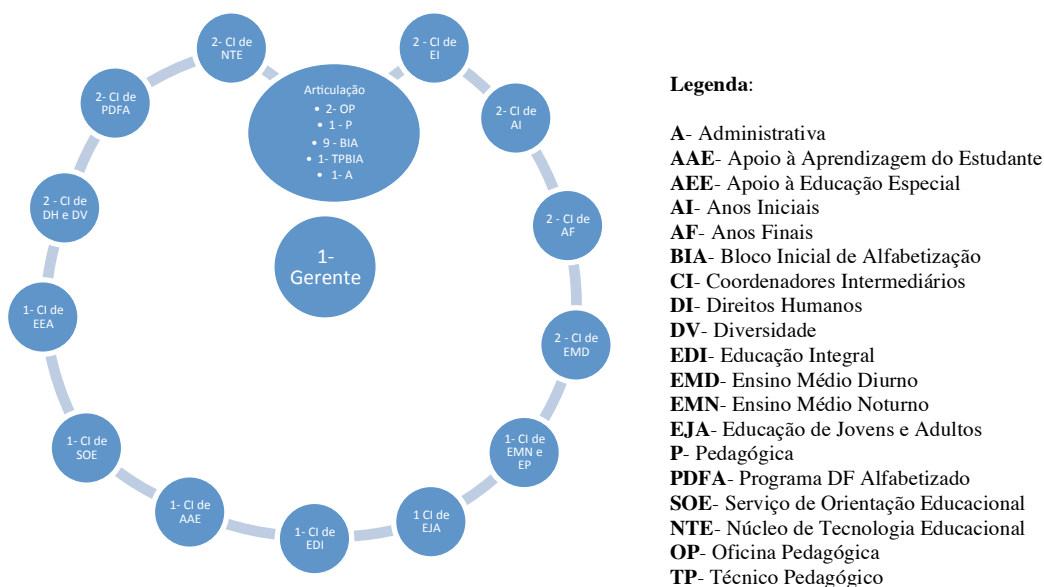 2- CI de
NTE
2 - CI de
EI
Articulação
• 2- OP
• 1 - P
• 9 - BIA
• 1- TPBIA
• 1- A
2- CI de
PDFA
2- CI de
AI
2 - CI de
DH e DV
2 - CI de
AF
1-
Gerente
1- CI de
EEA
2 - CI de
EMD
1- CI de
SOE
1- CI de
EMN e
EP
1- CI de
AAE
1 CI de
EJA
1- CI de
EDI
Legenda:
A- Administrativa
AAE- Apoio à Aprendizagem do Estudante
AEE- Apoio à Educação Especial
AI- Anos Iniciais
AF- Anos Finais
BIA- Bloco Inicial de Alfabetização
CI- Coordenadores Intermediários
DI- Direitos Humanos
DV- Diversidade
EDI- Educação Integral
EMD- Ensino Médio Diurno
EMN- Ensino Médio Noturno
EJA- Educação de Jovens e Adultos
P- Pedagógica
PDFA- Programa DF Alfabetizado
SOE- Serviço de Orientação Educacional
NTE- Núcleo de Tecnologia Educacional
OP- Oficina Pedagógica
TP- Técnico Pedagógico